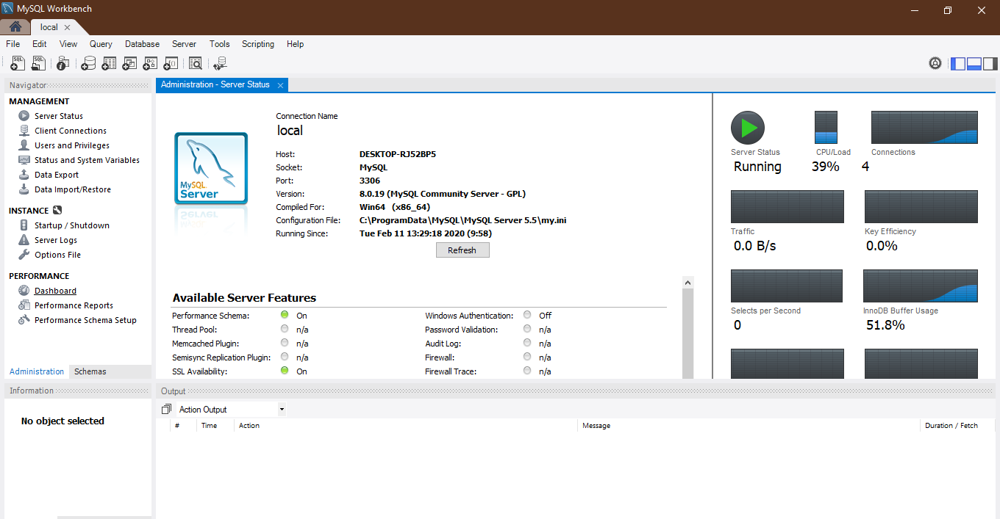 MySQL Workbench
local
File Edit View Query Database Server Tools Scripting Help
SQL SQL
Navigator
MANAGEMENT
Server Status
Client Connections
Users and Privileges
Status and System Variables
Data Export
Data Import/Restore
INSTANCE
Startup / Shutdown
Server Logs
Options File
PERFORMANCE
Dashboard
Performance Reports
Performance Schema Setup
Administration Schemas
Information
No object selected
Administration - Server Status
MySQL
Server
Connection Name
local
Host: DESKTOP-RJ52BP5
Socket: MySQL
Port: 3306
Version: 8.0.19 (MySQL Community Server - GPL)
Compiled For: Win64 (x86_64)
Configuration File: C:\ProgramData\MySQL\MySQL Server 5.5\my.ini
Running Since: Tue Feb 11 13:29:18 2020 (9:58)
Refresh
Available Server Features
Performance Schema: On Windows Authentication: Off
Thread Pool: n/a Password Validation: n/a
Memcached Plugin: n/a Audit Log: n/a
Semisync Replication Plugin: n/a Firewall: n/a
SSL Availability: On Firewall Trace: n/a
Server Status CPU/Load Connections
Running 39% 4
Traffic Key Efficiency
0.0 B/s 0.0%
Selects per Second InnoDB Buffer Usage
0 51.8%
Output
Action Output
# Time Action Message Duration / Fetch